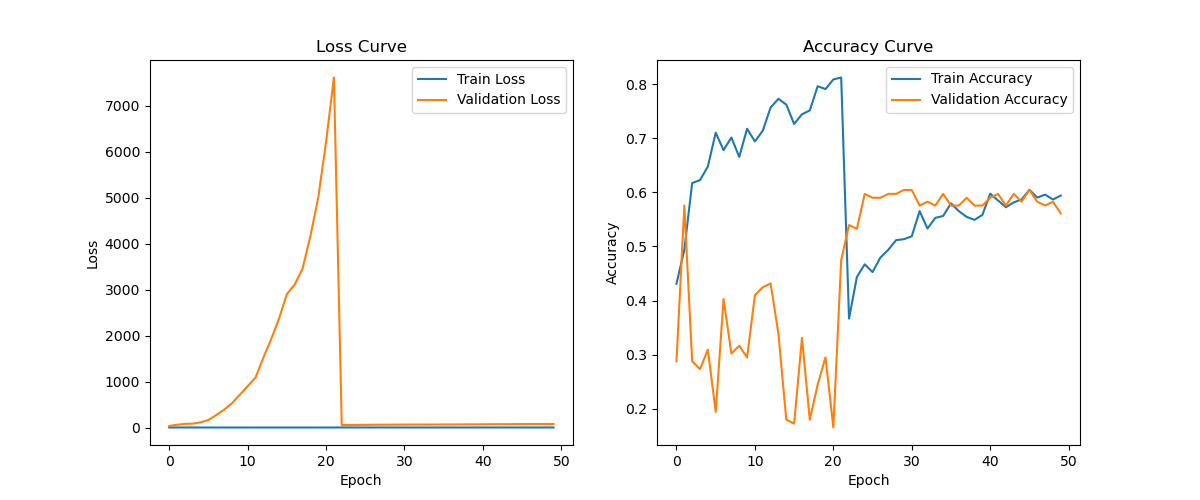 Loss Curve
Train Loss
Validation Loss
7000
6000
5000
4000
3000
2000
1000
0
Loss
0
10
20
30
40
50
Epoch
Accuracy Curve
Train Accuracy
Validation Accuracy
0.8
0.7
0.6
0.5
0.4
0.3
0.2
Accuracy
0
10
20
30
40
50
Epoch